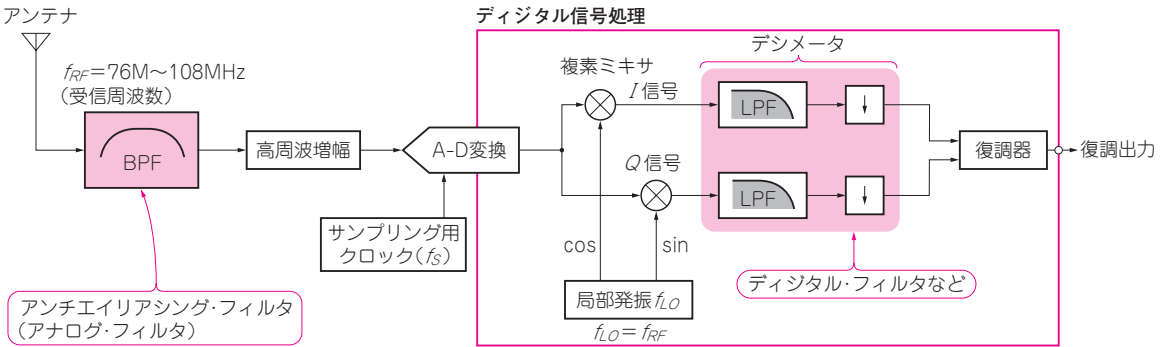 アンテナ
ディジタル信号処理
デシメータ
fRF=76M～108MHz
(受信周波数)
複素ミキサ
I 信号
LPF
↓
BPF
高周波増幅
A-D変換
復調器
復調出力
Q 信号
LPF
↓
サンプリング用
クロック(fS)
cos
sin
局部発振fLO
fLO=fRF
ディジタル・フィルタなど
アンチエイリアシング・フィルタ
(アナログ・フィルタ)